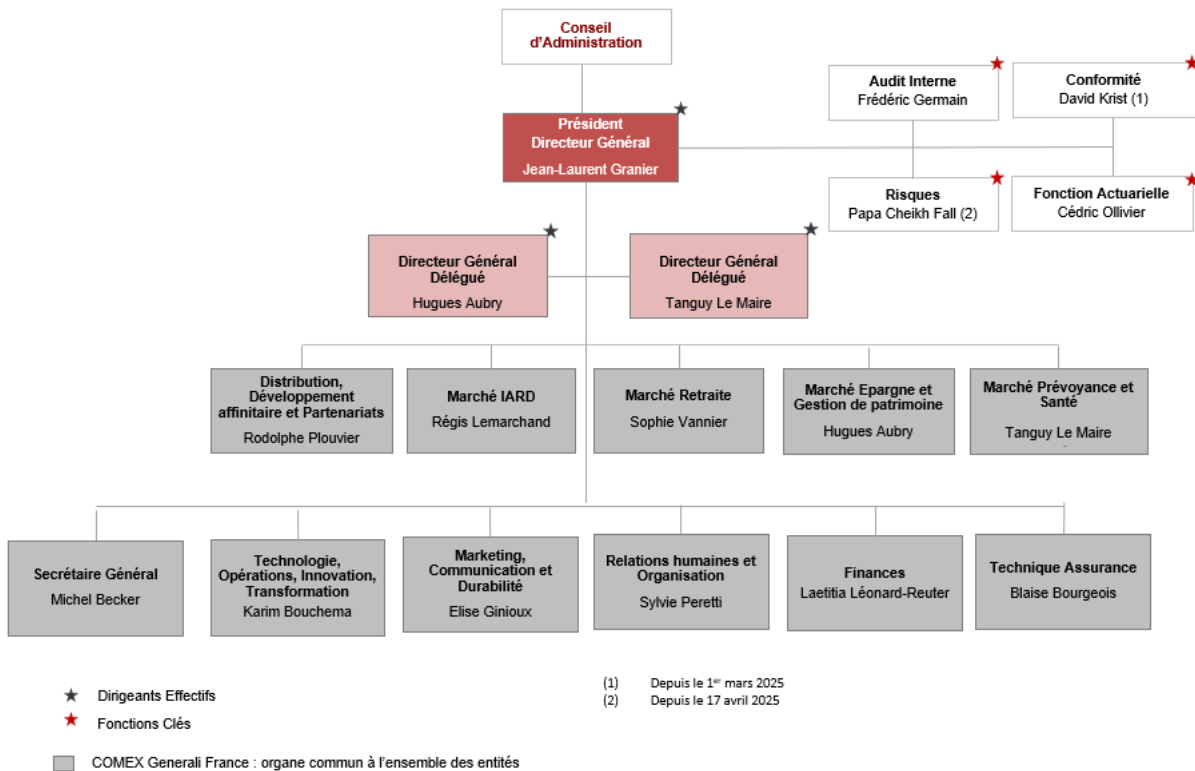 Conseil
d'Administration
Audit Interne
Frédéric Germain
Conformité
David Krist (1)
Président
Directeur Général
Jean-Laurent Granier
Risques
Papa Cheikh Fall (2)
Fonction Actuarielle
Cédric Ollivier
Directeur Général
Délégué
Hugues Aubry
Directeur Général
Délégué
Tanguy Le Maire
Distribution,
Développement
affinitaire et Partenariats
Rodolphe Plouvier
Marché IARD
Régis Lemarchand
Marché Retraite
Sophie Vannier
Marché Epargne et
Gestion de patrimoine
Hugues Aubry
Marché Prévoyance et
Santé
Tanguy Le Maire
Secrétaire Général
Michel Becker
Technologie,
Opérations, Innovation,
Transformation
Karim Bouchema
Marketing,
Communication et
Durabilité
Elise Ginioux
Relations humaines et
Organisation
Sylvie Peretti
Finances
Laetitia Léonard-Reuter
Technique Assurance
Blaise Bourgeois
Dirigeants Effectifs
Fonctions Clés
(1) Depuis le 1er mars 2025
(2) Depuis le 17 avril 2025
COMEX Generali France : organe commun à l'ensemble des entités